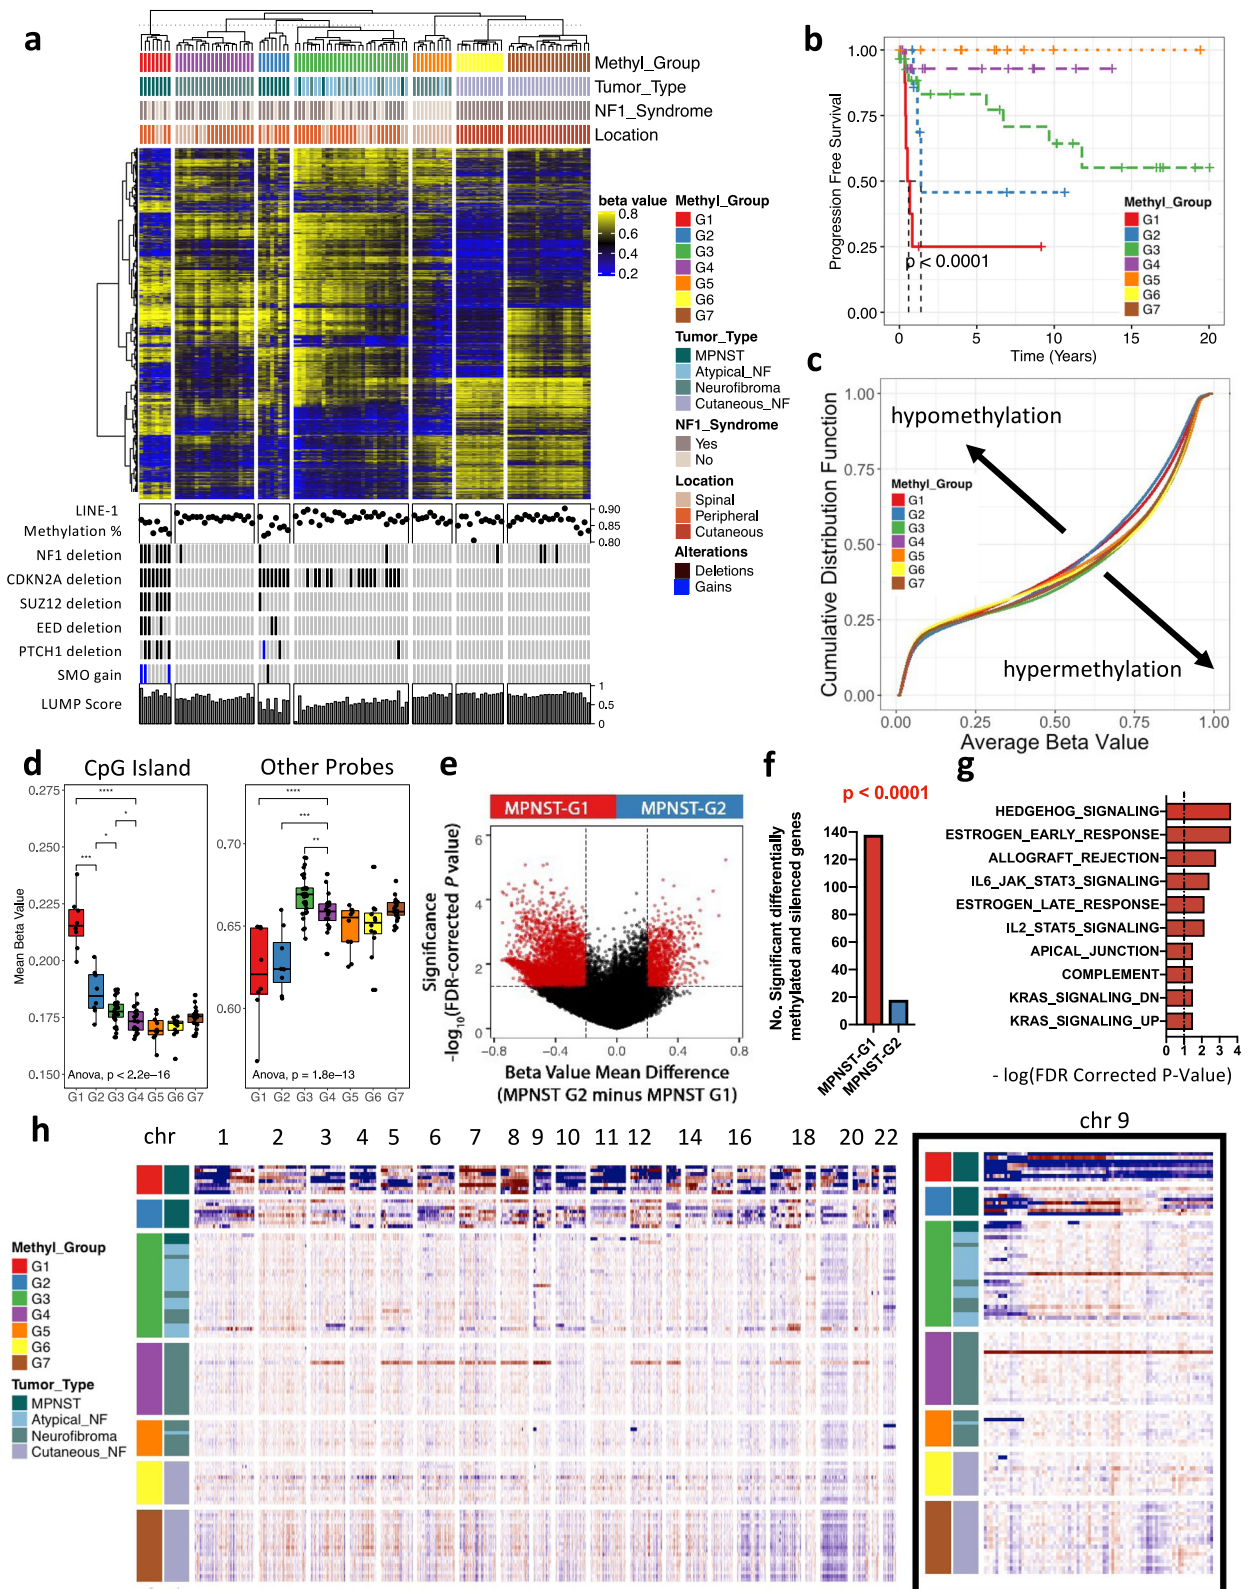 a
Methyl_Group
Tumor_Type
NF1_Syndrome
Location
beta value
0.8
0.6
0.4
0.2
Methyl_Group
G1
G2
G3
G4
G5
G6
G7
Tumor_Type
MPNST
Atypical_NF
Neurofibroma
Cutaneous_NF
NF1_Syndrome
Yes
No
Location
Spinal
Peripheral
Cutaneous
Alterations
Deletions
Gains
LINE-1
Methylation %
0.90
0.85
0.80
NF1 deletion
CDKN2A deletion
SUZ12 deletion
EED deletion
PTCH1 deletion
SMO gain
LUMP Score
1
0.5
0
b
Progression Free Survival
1.00
0.75
0.50
0.25
0.00
p < 0.0001
Methyl_Group
G1
G2
G3
G4
G5
G6
G7
0
5
10
15
20
Time (Years)
c
Cumulative Distribution Function
1.00
0.75
0.50
0.25
0.00
hypomethylation
Methyl_Group
G1
G2
G3
G4
G5
G6
G7
hypermethylation
0.00
0.25
0.50
0.75
1.00
Average Beta Value
d
CpG Island
Other Probes
Mean Beta Value
0.275
0.250
0.225
0.200
0.175
0.150
****
*
*
***
Anova, p < 2.2e−16
G1 G2 G3 G4 G5 G6 G7
0.70
0.65
0.60
****
***
**
Anova, p = 1.8e−13
G1 G2 G3 G4 G5 G6 G7
e
MPNST-G1
MPNST-G2
Significance
-log10(FDR-corrected P value)
6
4
2
0
−0.8
−0.4
0.0
0.4
0.8
Beta Value Mean Difference
(MPNST G2 minus MPNST G1)
f
p < 0.0001
No. Significant differentially
methylated and silenced genes
140
120
100
80
60
40
20
0
MPNST-G1
MPNST-G2
g
HEDGEHOG_SIGNALING
ESTROGEN_EARLY_RESPONSE
ALLOGRAFT_REJECTION
IL6_JAK_STAT3_SIGNALING
ESTROGEN_LATE_RESPONSE
IL2_STAT5_SIGNALING
APICAL_JUNCTION
COMPLEMENT
KRAS_SIGNALING_DN
KRAS_SIGNALING_UP
0 1 2 3 4
- log(FDR Corrected P-Value)
h
chr
1 2 3 4 5 6 7 8 9 10 11 12 14 16 18 20 22
chr 9
Methyl_Group
G1
G2
G3
G4
G5
G6
G7
Tumor_Type
MPNST
Atypical_NF
Neurofibroma
Cutaneous_NF